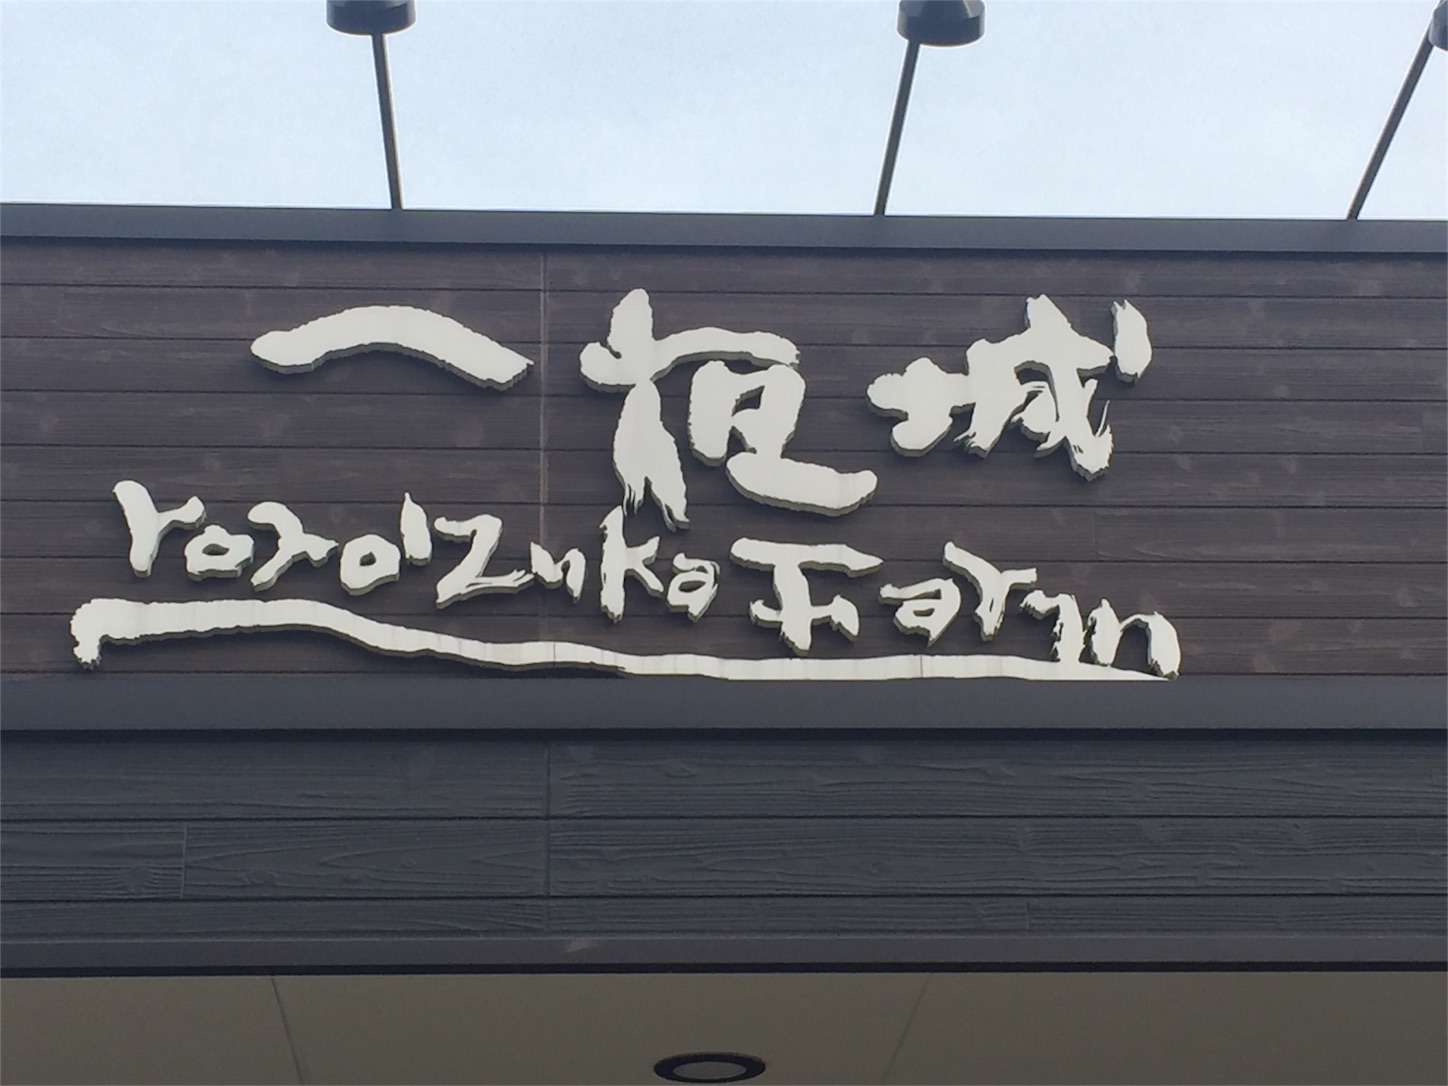 一夜城
Yoroizuka Farm